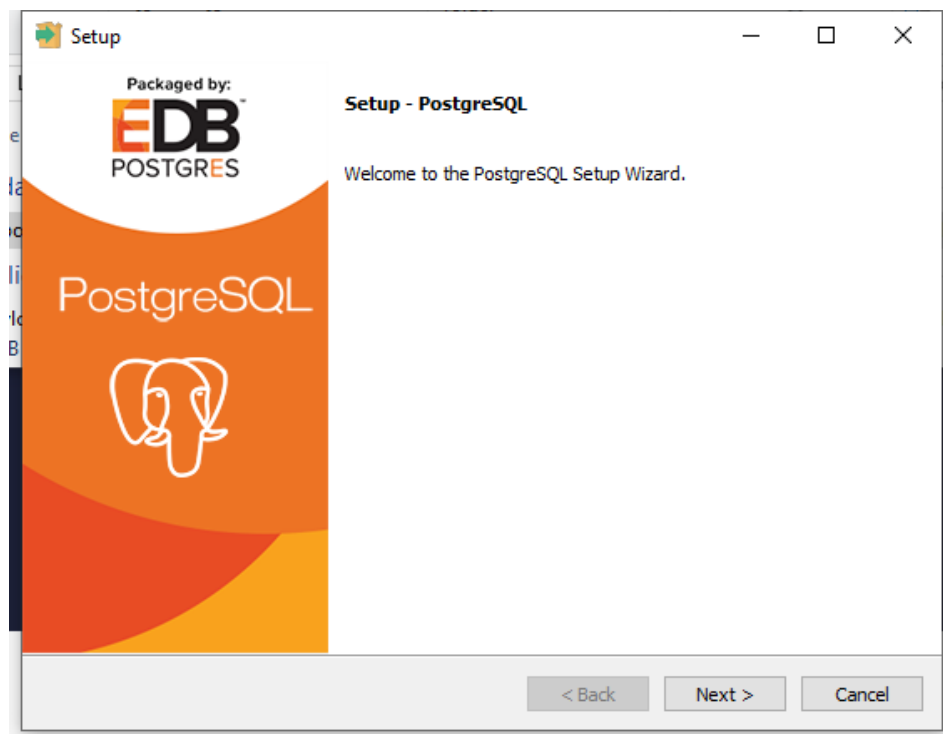 Setup
Packaged by:
EDB
POSTGRES
Setup - PostgreSQL
Welcome to the PostgreSQL Setup Wizard.
PostgreSQL
< Back
Next >
Cancel